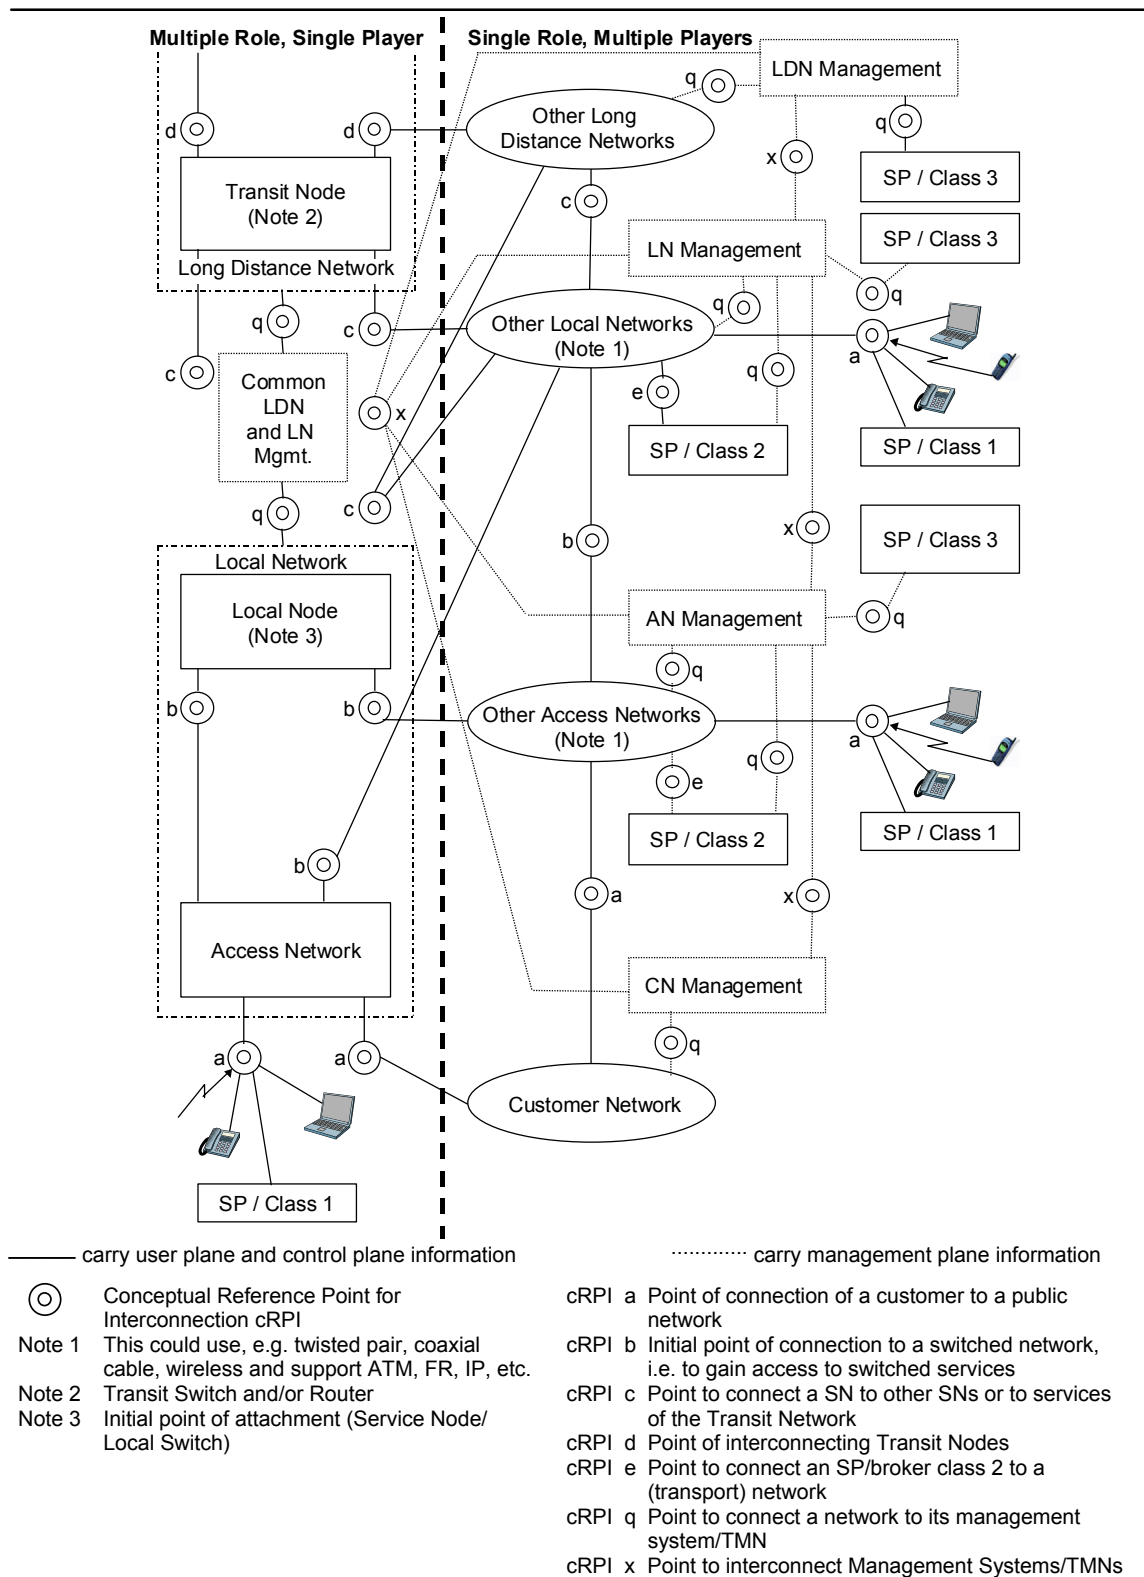 Multiple Role, Single Player
Single Role, Multiple Players
LDN Management
q
Other Long
Distance Networks
d
d
q
x
SP / Class 3
Transit Node
(Note 2)
c
SP / Class 3
LN Management
Long Distance Network
q
q
q
c
Other Local Networks
(Note 1)
a
c
Common
LDN
and LN
Mgmt.
q
e
x
SP / Class 2
SP / Class 1
c
q
b
x
SP / Class 3
Local Network
Local Node
(Note 3)
AN Management
q
q
b
b
Other Access Networks
(Note 1)
a
q
e
SP / Class 2
SP / Class 1
b
a
x
Access Network
CN Management
q
a
a
Customer Network
SP / Class 1
carry user plane and control plane information
carry management plane information
Conceptual Reference Point for
Interconnection cRPI
Note 1 This could use, e.g. twisted pair, coaxial
cable, wireless and support ATM, FR, IP, etc.
Note 2 Transit Switch and/or Router
Note 3 Initial point of attachment (Service Node/
Local Switch)
cRPI a Point of connection of a customer to a public
network
cRPI b Initial point of connection to a switched network,
i.e. to gain access to switched services
cRPI c Point to connect a SN to other SNs or to services
of the Transit Network
cRPI d Point of interconnecting Transit Nodes
cRPI e Point to connect an SP/broker class 2 to a
(transport) network
cRPI q Point to connect a network to its management
system/TMN
cRPI x Point to interconnect Management Systems/TMNs